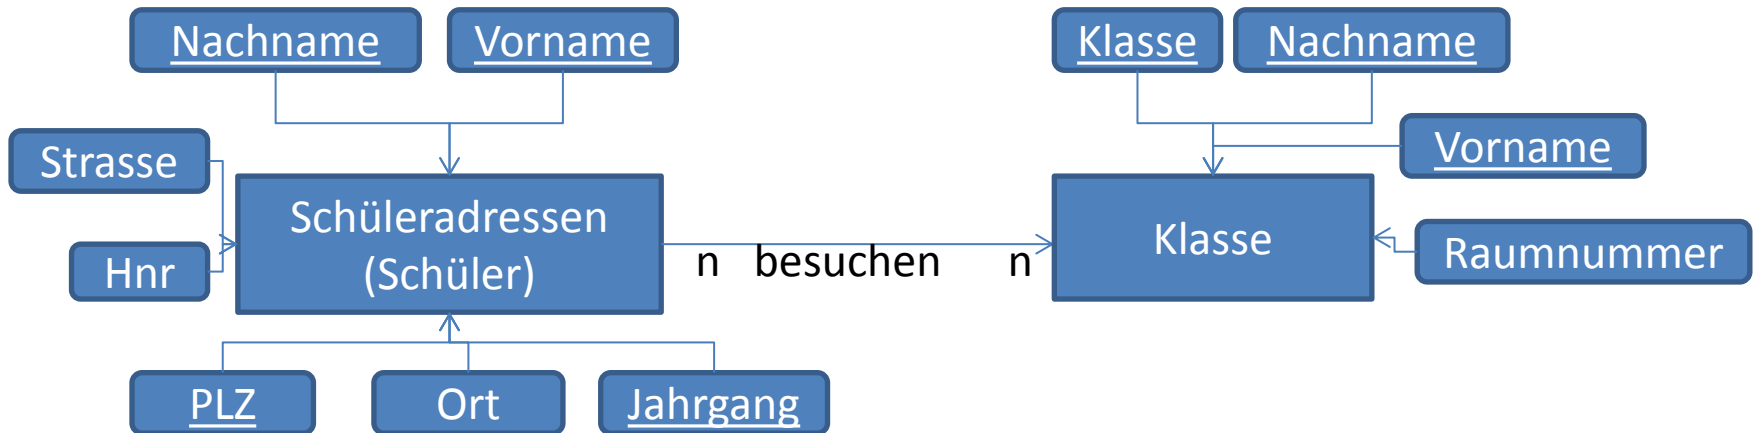 Nachname
Vorname
Klasse
Nachname
Strasse
Vorname
Schüleradressen
(Schüler)
Klasse
Raumnummer
Hnr
n besuchen n
PLZ
Ort
Jahrgang